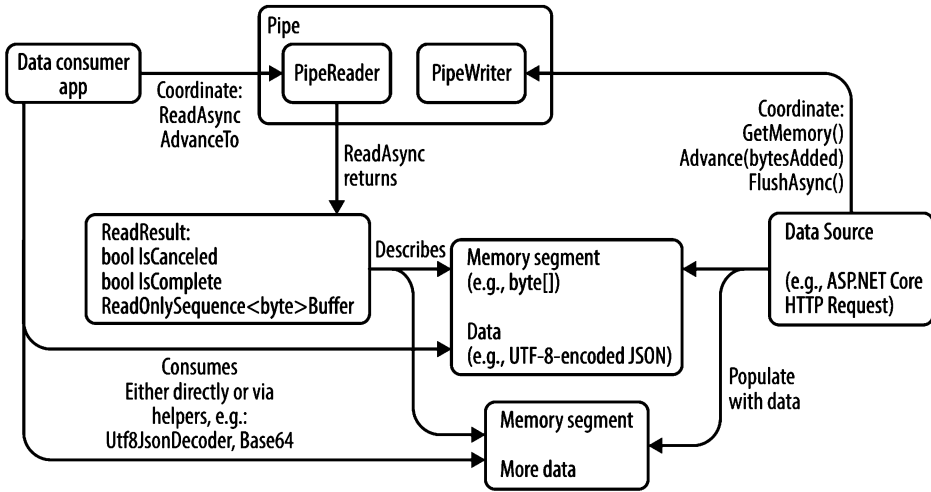 Pipe
Data consumer
app
PipeReader
PipeWriter
Coordinate:
ReadAsync
AdvanceTo
Coordinate:
GetMemory()
Advance(bytesAdded)
FlushAsync()
ReadAsync
returns
ReadResult:
bool IsCanceled
bool IsComplete
ReadOnlySequence<byte>Buffer
Describes
Memory segment
(e.g., byte[])
Data
(e.g., UTF-8-encoded JSON)
Data Source
(e.g., ASP.NET Core
HTTP Request)
Consumes
Either directly or via
helpers, e.g.:
Utf8JsonDecoder, Base64
Populate
with data
Memory segment
More data